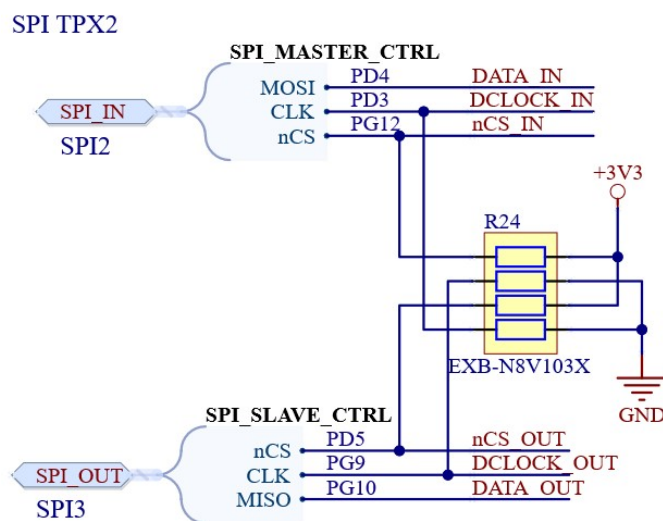 SPI TPX2
SPI_MASTER_CTRL
MOSI PD4 DATA_IN
SPI_IN CLK PD3 DCLOCK_IN
nCS PG12 nCS_IN
SPI2
+3V3
R24
EXB-N8V103X
GND
SPI_SLAVE_CTRL
nCS PD5 nCS_OUT
SPI_OUT CLK PG9 DCLOCK_OUT
MISO PG10 DATA_OUT
SPI3